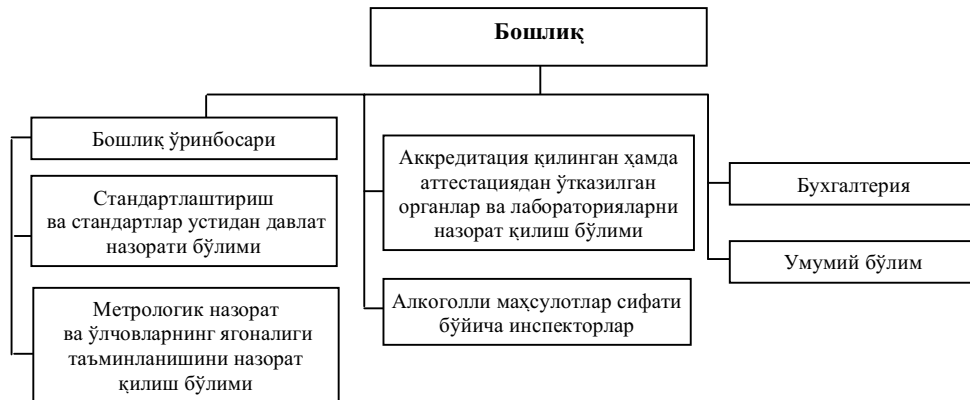 Бошлиқ
Бошлиқ ўринбосари
Стандартлаштириш
ва стандартлар устидан давлат
назорати бўлими
Метрологик назорат
ва ўлчовларнинг ягоналиги
таъминланишини назорат
қилиш бўлими
Аккредитация қилинган ҳамда
аттестациядан ўтказилган
органлар ва лабораторияларни
назорат қилиш бўлими
Алкоголли маҳсулотлар сифати
бўйича инспекторлар
Бухгалтерия
Умумий бўлим